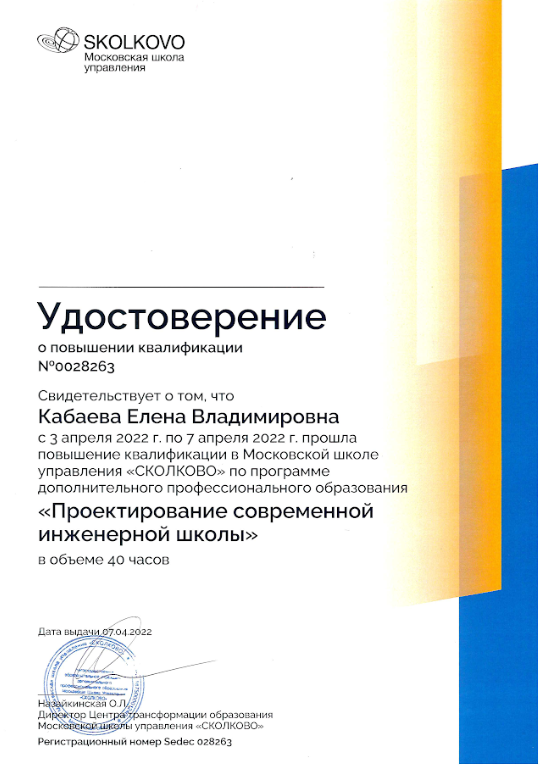 SKOLKOVO
Московская школа
управления
Удостоверение
о повышении квалификации
№0028263
Свидетельствует о том, что
Кабаева Елена Владимировна
с 3 апреля 2022 г. по 7 апреля 2022 г. прошла
повышение квалификации в Московской школе
управления «СКОЛКОВО» по программе
дополнительного профессионального образования
«Проектирование современной
инженерной школы»
в объеме 40 часов
Дата выдачи 07.04.2022
«СКОЛКОВО»
Назайкинская О.Л.
Директор Центра трансформации образования
Московской школы управления «СКОЛКОВО»
Регистрационный номер Sedec 028263